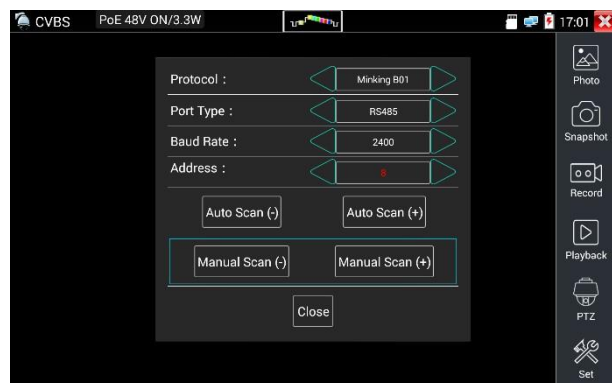 CVBS PoE 48V ON/3.3W 17:01
Protocol : Minking B01
Port Type : RS485
Baud Rate : 2400
Address : 8
Auto Scan (-) Auto Scan (+)
Manual Scan (-) Manual Scan (+)
Close
Photo
Snapshot
Record
Playback
PTZ
Set